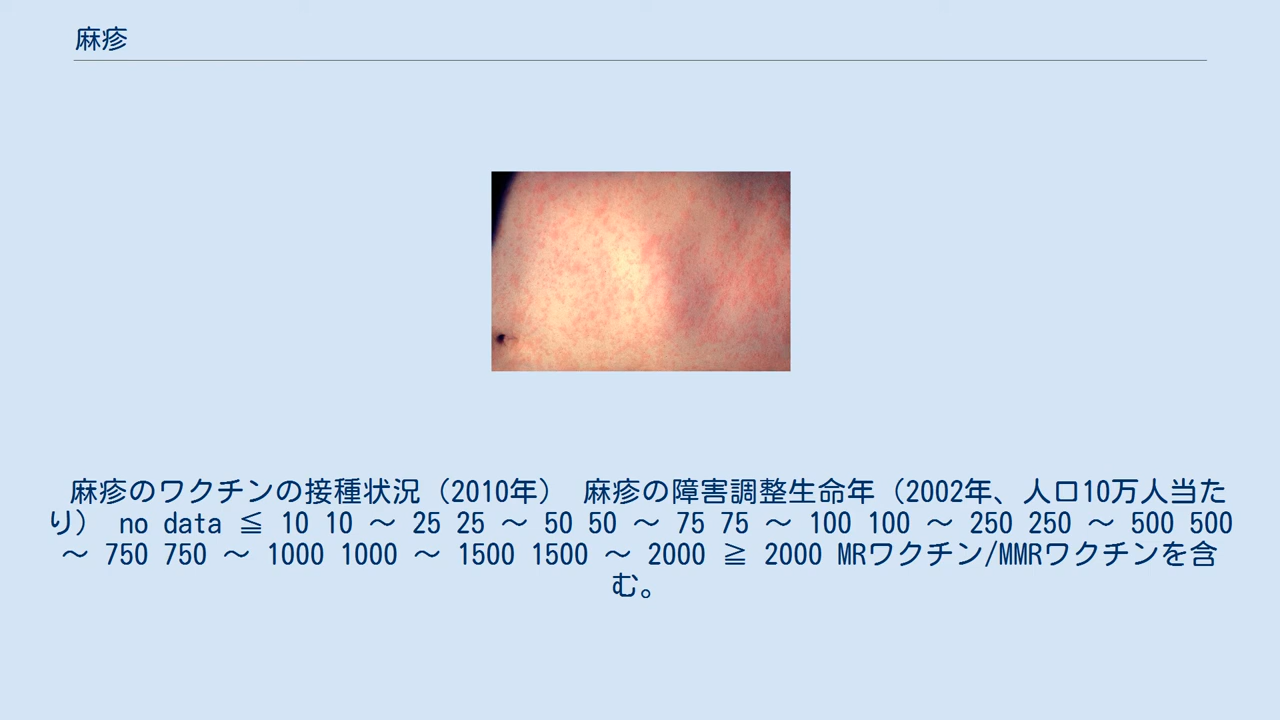 麻疹
麻疹のワクチンの接種状況（2010年） 麻疹の障害調整生命年（2002年、人口10万人当た
り） no data ≦ 10 10 〜 25 25 〜 50 50 〜 75 75 〜 100 100 〜 250 250 〜 500 500
〜 750 750 〜 1000 1000 〜 1500 1500 〜 2000 ≧ 2000 MRワクチン/MMRワクチンを含
む。